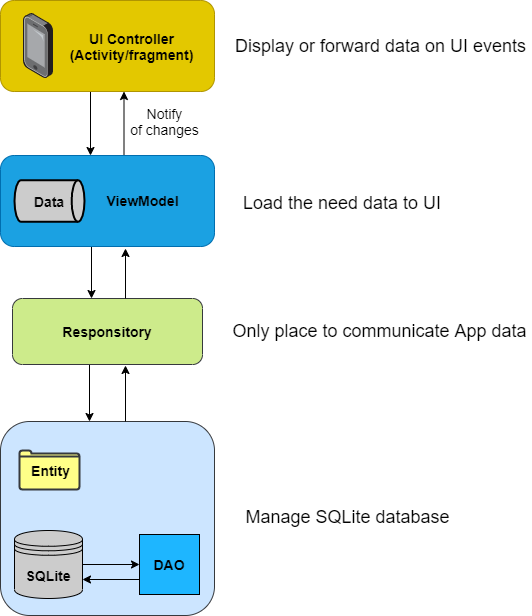 UI Controller
(Activity/fragment)
Display or forward data on UI events
Notify
of changes
Data
ViewModel
Load the need data to UI
Responsitory
Only place to communicate App data
Entity
Manage SQLite database
SQLite
DAO